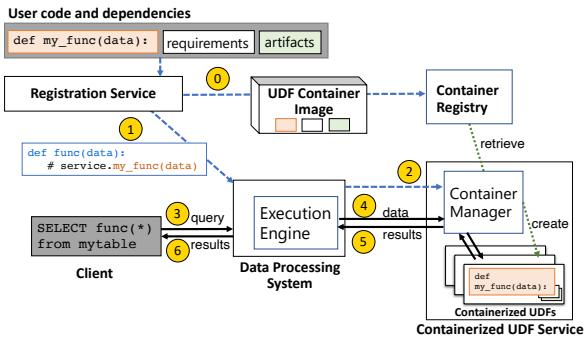 User code and dependencies
def my_func(data):
requirements
artifacts
Registration Service
0
UDF Container
Image
Container
Registry
1
retrieve
def func(data):
# service.my_func(data)
2
SELECT func(*)
from mytable
Client
3
query
6
results
Execution
Engine
Data Processing
System
4
data
5
results
Container
Manager
create
def
my_func(data):
Containerized UDFs
Containerized UDF Service